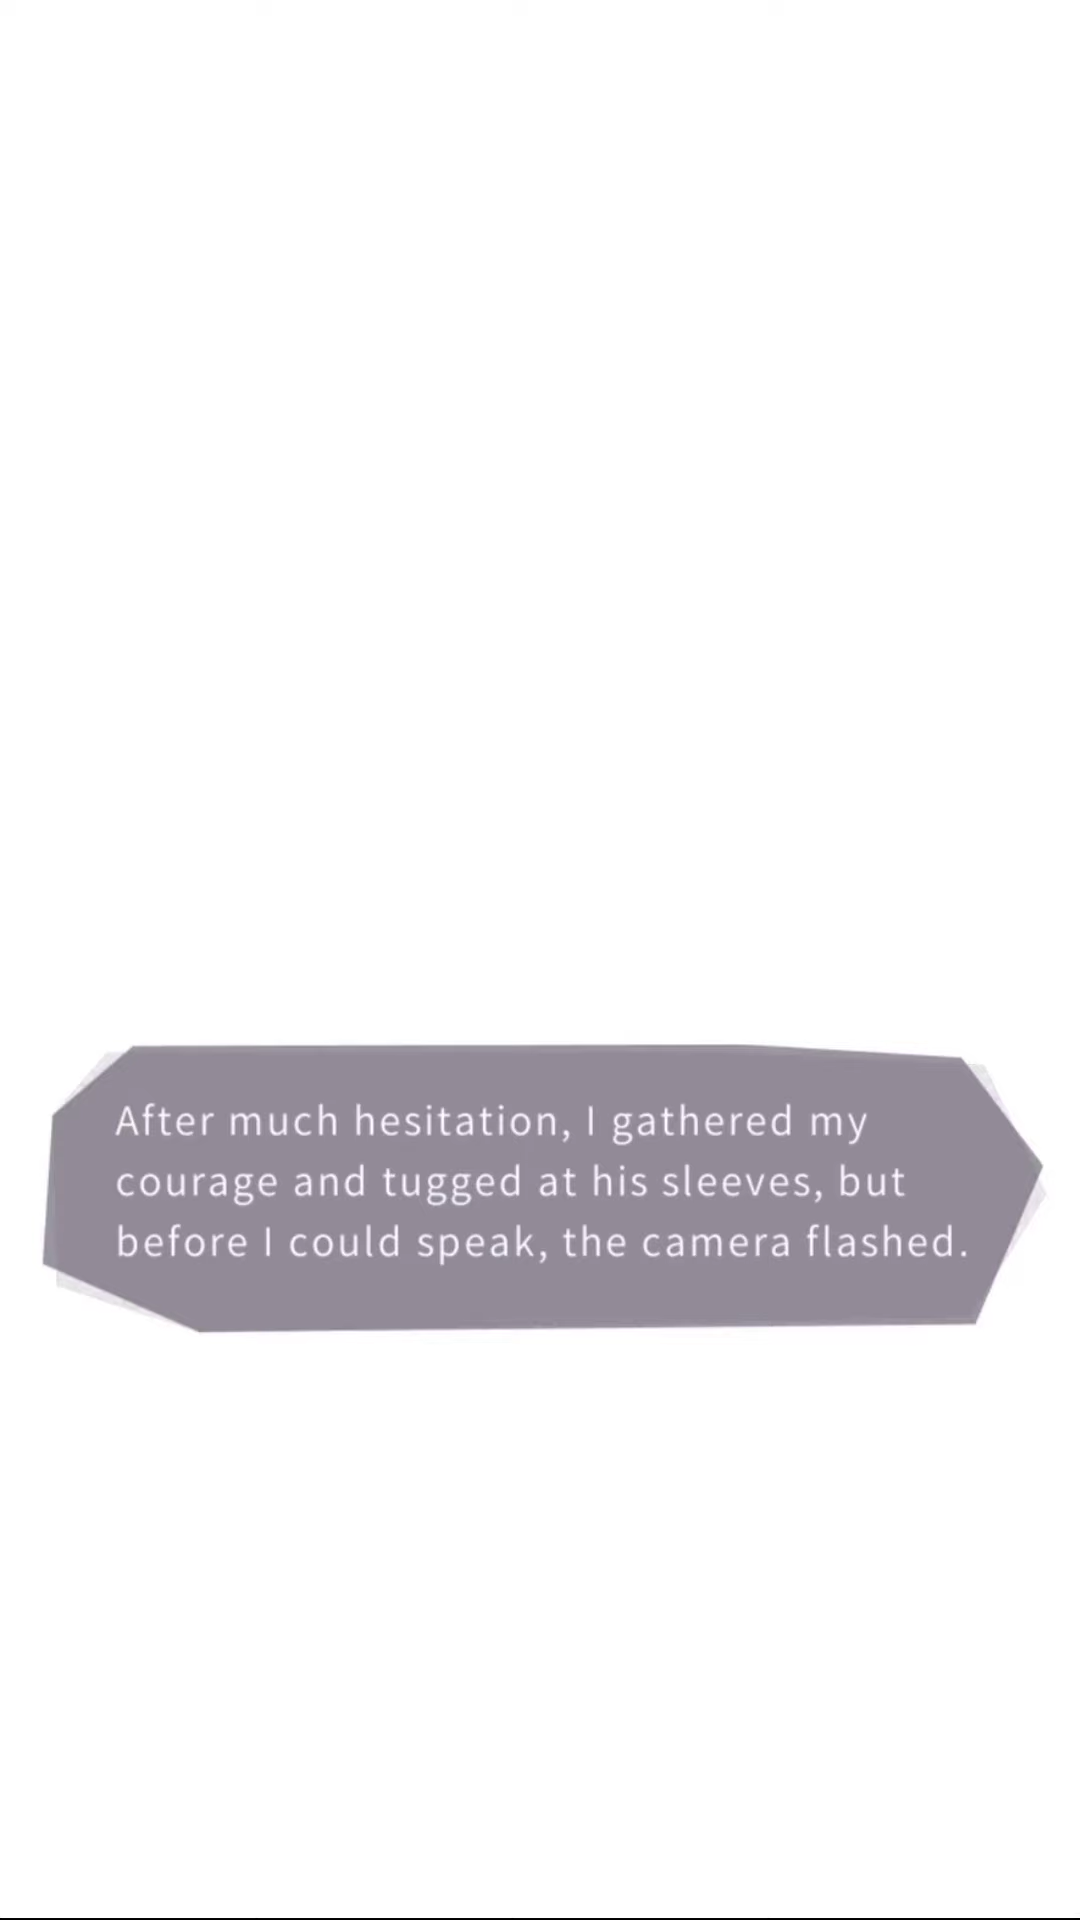 After much hesitation, I gathered my
courage and tugged at his sleeves, but
before I could speak, the camera flashed.